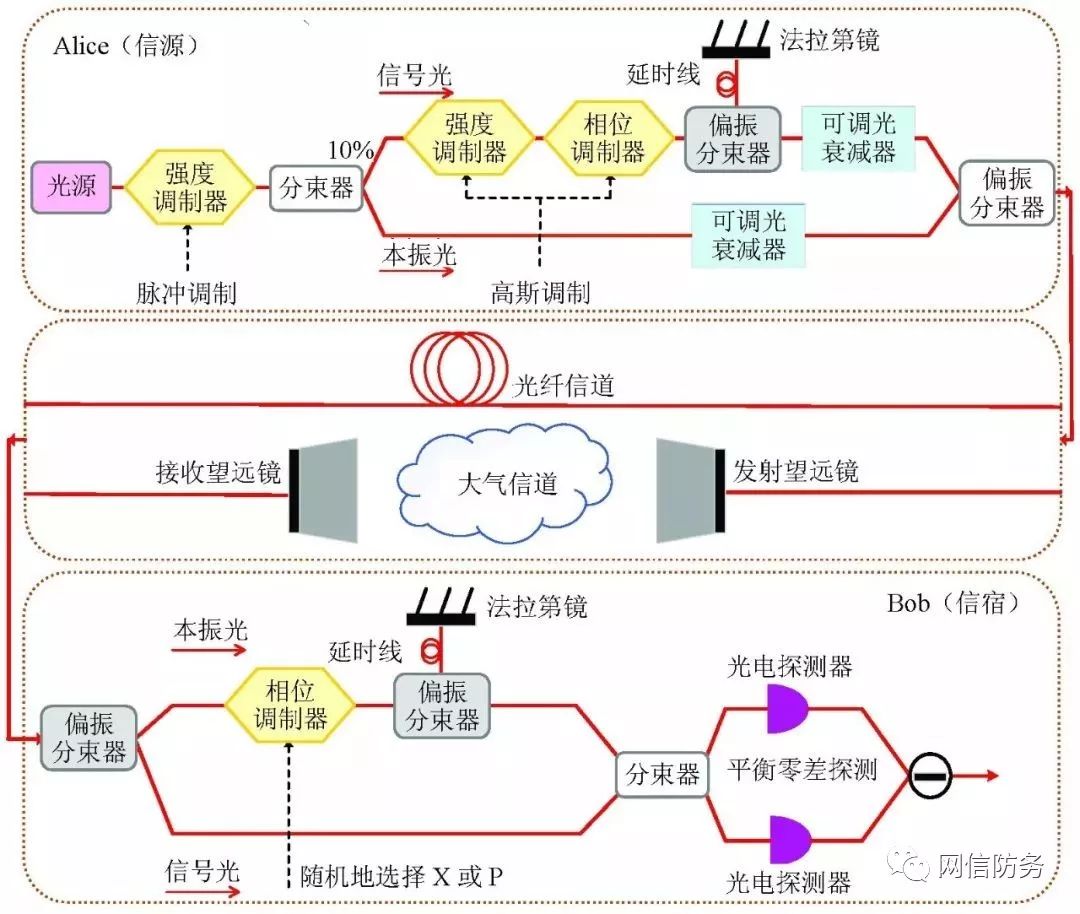 Alice（信源）
法拉第镜
信号光
延时线
强度
调制器
相位
调制器
偏振
分束器
可调光
衰减器
10%
光源
强度
调制器
分束器
偏振
分束器
可调光
衰减器
本振光
脉冲调制
高斯调制
光纤信道
接收望远镜
大气信道
发射望远镜
法拉第镜
Bob（信宿）
本振光
延时线
光电探测器
相位
调制器
偏振
分束器
偏振
分束器
分束器
平衡零差探测
信号光
随机地选择 X 或 P
光电探测器
网信防务